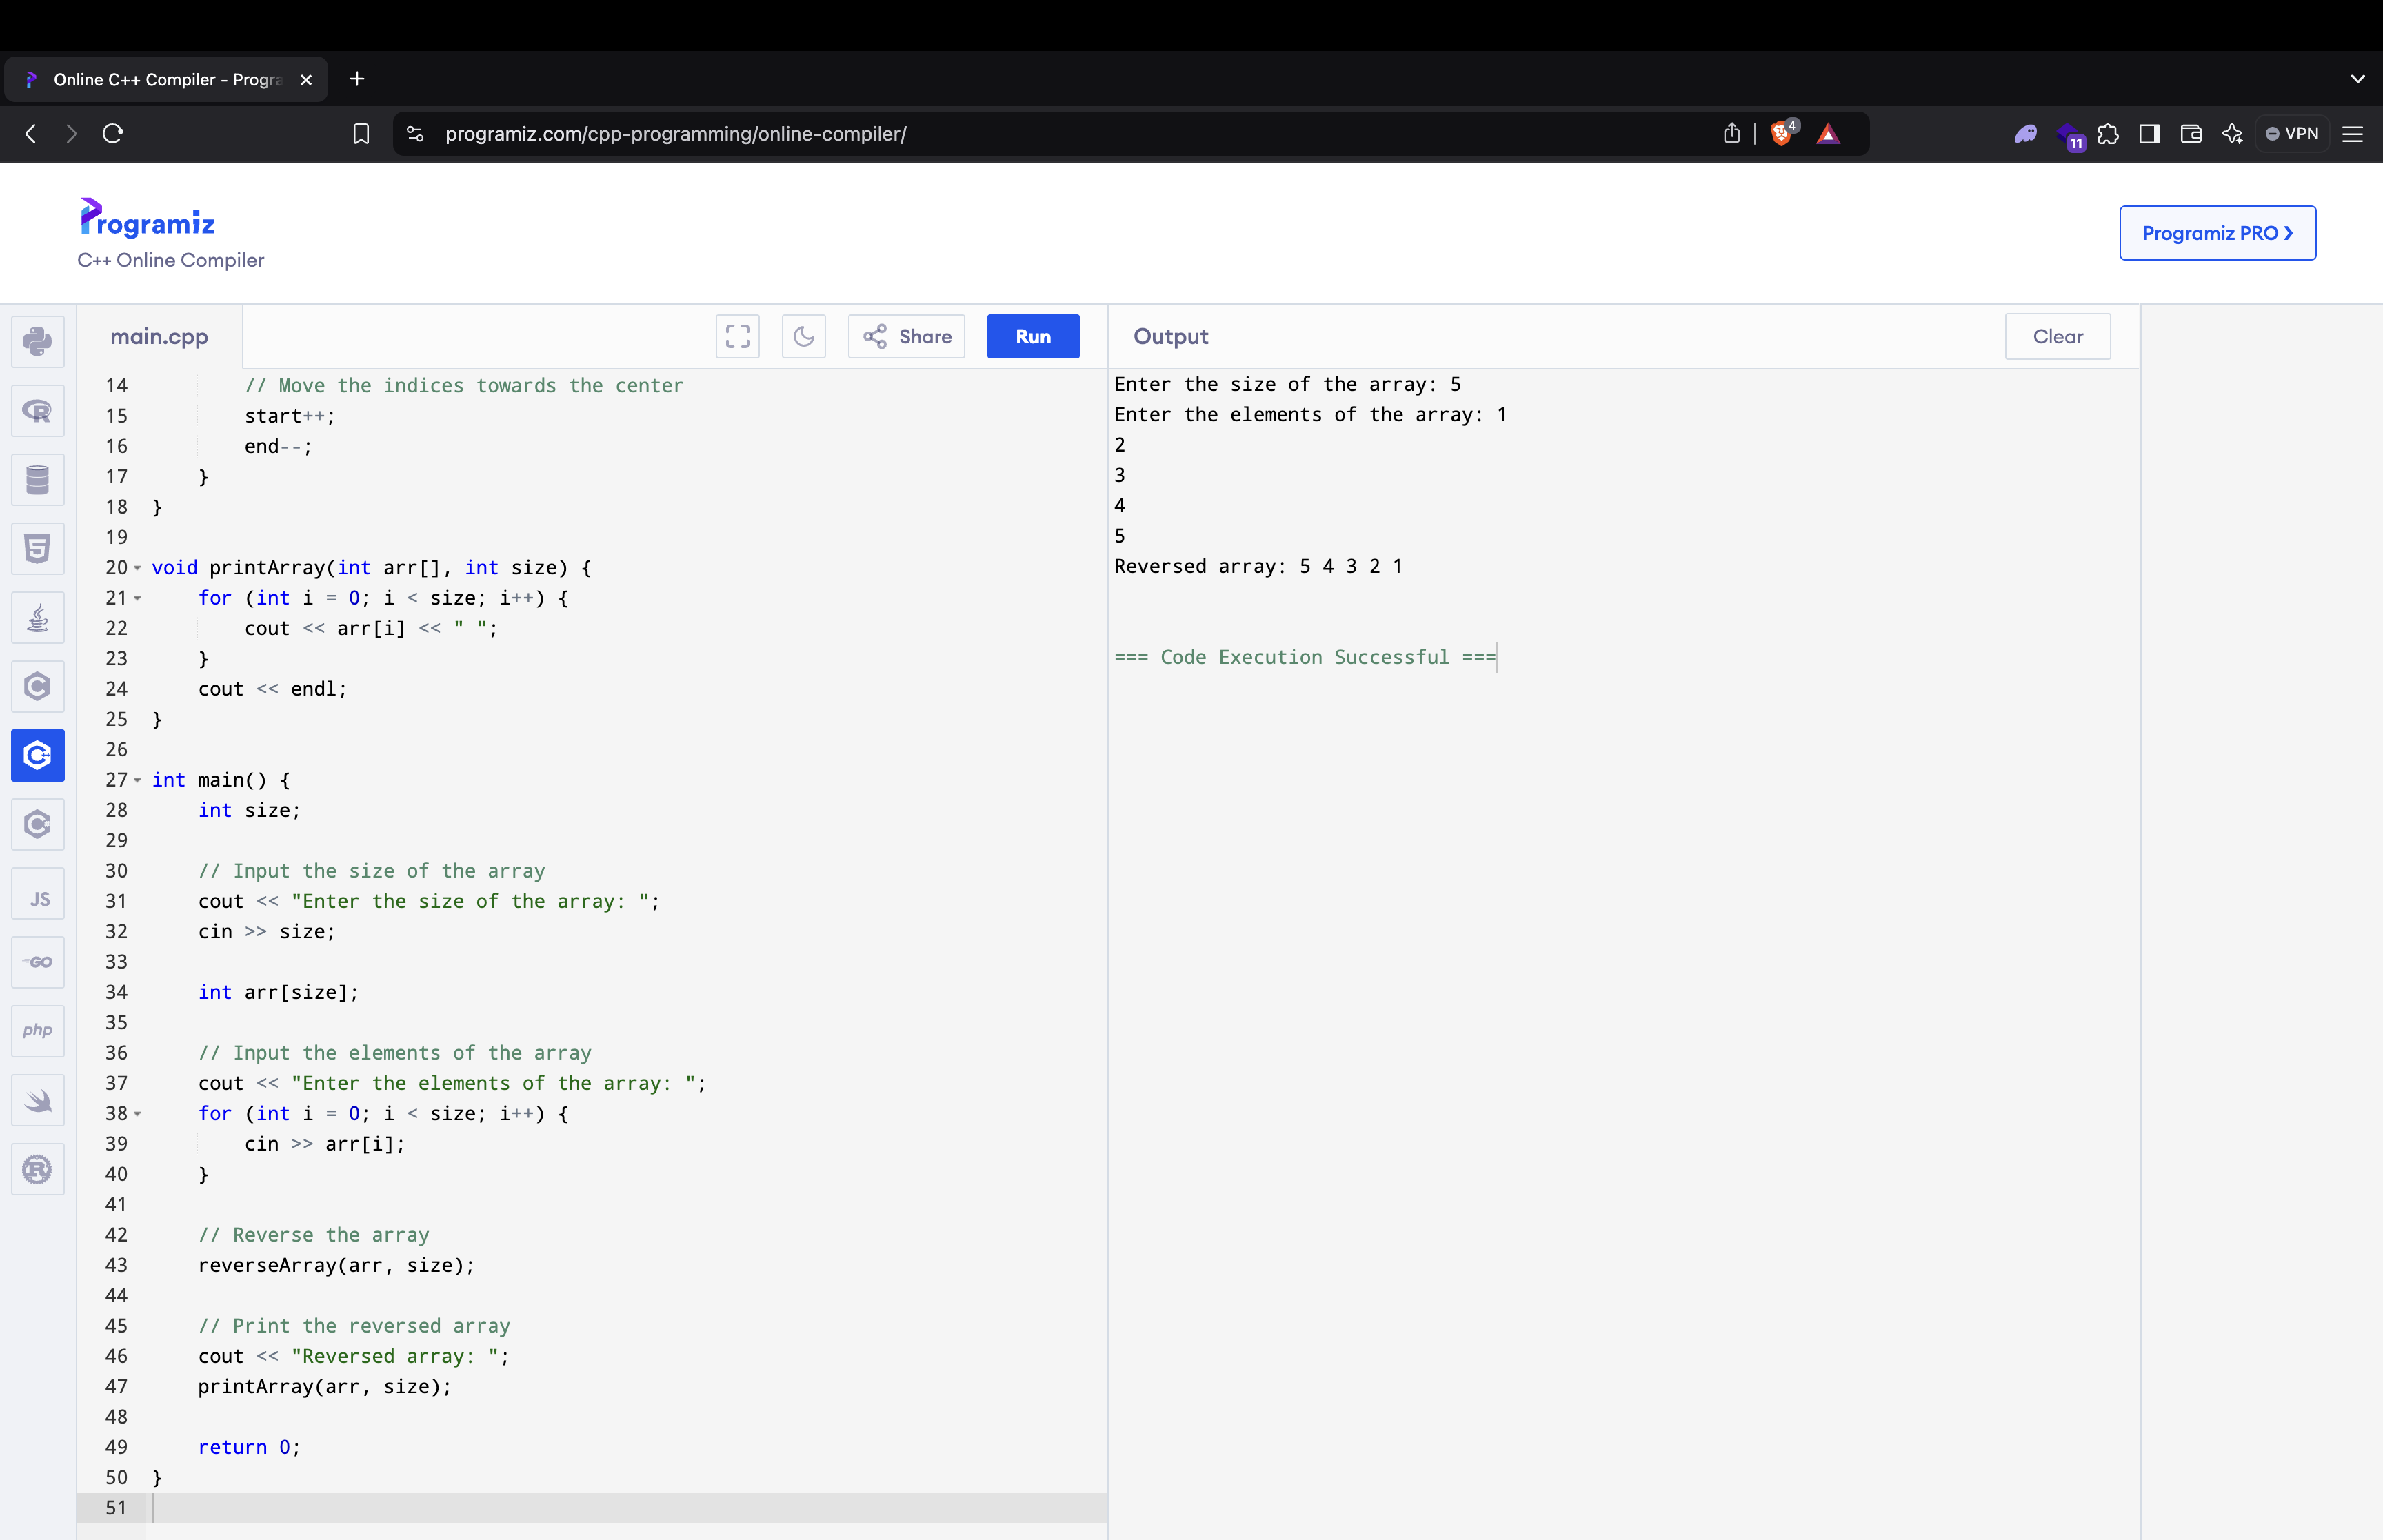 Online C++ Compiler - Progra
programiz.com/cpp-programming/online-compiler/
4
11
VPN
Programiz
C++ Online Compiler
Programiz PRO ❯
main.cpp
Share
Run
Output
Clear
14 // Move the indices towards the center
15 start++;
16 end--;
17 }
18 }
19
20 void printArray(int arr[], int size) {
21 for (int i = 0; i < size; i++) {
22 cout << arr[i] << " ";
23 }
24 cout << endl;
25 }
26
27 int main() {
28 int size;
29
30 // Input the size of the array
31 cout << "Enter the size of the array: ";
32 cin >> size;
33
34 int arr[size];
35
36 // Input the elements of the array
37 cout << "Enter the elements of the array: ";
38 for (int i = 0; i < size; i++) {
39 cin >> arr[i];
40 }
41
42 // Reverse the array
43 reverseArray(arr, size);
44
45 // Print the reversed array
46 cout << "Reversed array: ";
47 printArray(arr, size);
48
49 return 0;
50 }
51
Enter the size of the array: 5
Enter the elements of the array: 1
2
3
4
5
Reversed array: 5 4 3 2 1
=== Code Execution Successful ===
R
5
C
C
C
JS
GO
php
R